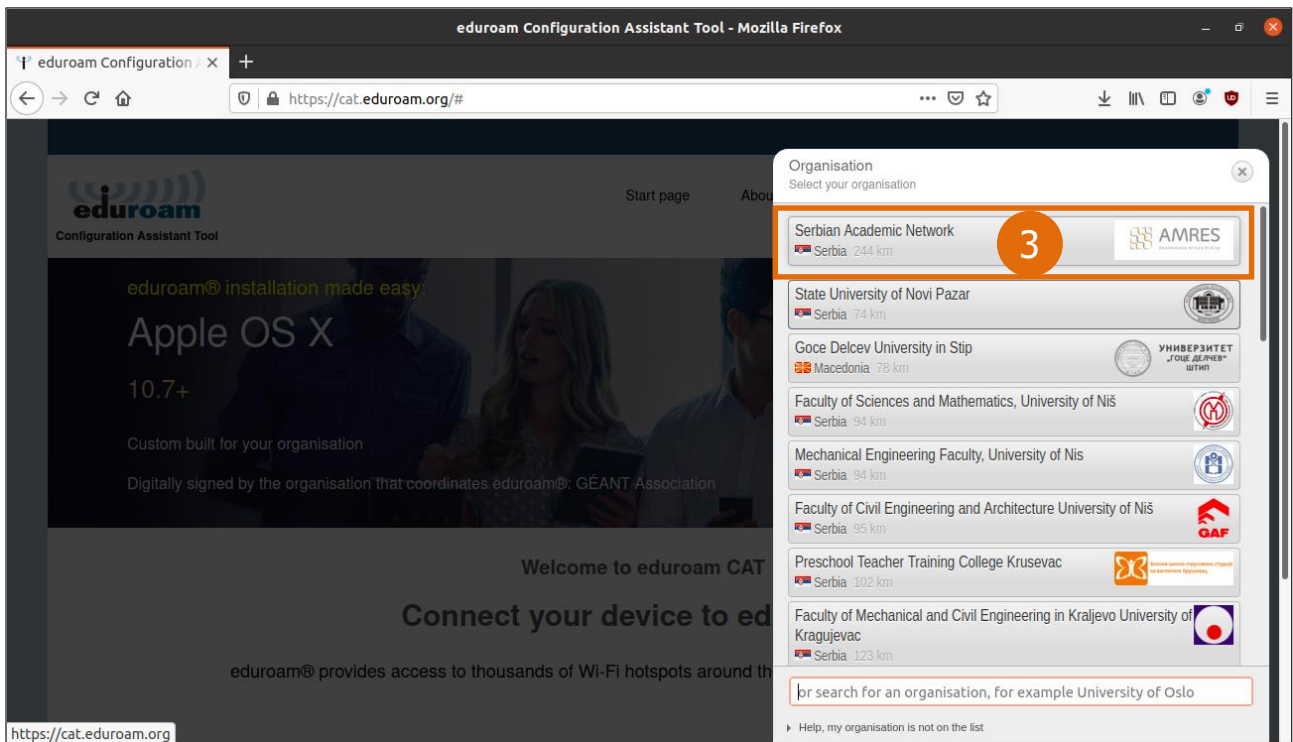 eduroam Configuration Assistant Tool - Mozilla Firefox
eduroam Configuration A
https://cat.eduroam.org/#
eduroam
Configuration Assistant Tool
Start page Abou
eduroam® installation made easy:
Apple OS X
10.7+
Custom built for your organisation
Digitally signed by the organisation that coordinates eduroam®: GÉANT Association
Welcome to eduroam CAT
Connect your device to ed
eduroam® provides access to thousands of Wi-Fi hotspots around th
https://cat.eduroam.org
Organisation
Select your organisation
Serbian Academic Network
Serbia 244 km
3
AMRES
State University of Novi Pazar
Serbia 74 km
Goce Delcev University in Stip
Macedonia 78 km
УНИВЕРЗИТЕТ
„ГОЦЕ ДЕЛЧЕВ"
ШТИП
Faculty of Sciences and Mathematics, University of Niš
Serbia 94 km
Mechanical Engineering Faculty, University of Nis
Serbia 94 km
Faculty of Civil Engineering and Architecture University of Niš
Serbia 95 km
GAF
Preschool Teacher Training College Krusevac
Serbia 102 km
Faculty of Mechanical and Civil Engineering in Kraljevo University of
Kragujevac
Serbia 123 km
or search for an organisation, for example University of Oslo
Help, my organisation is not on the list